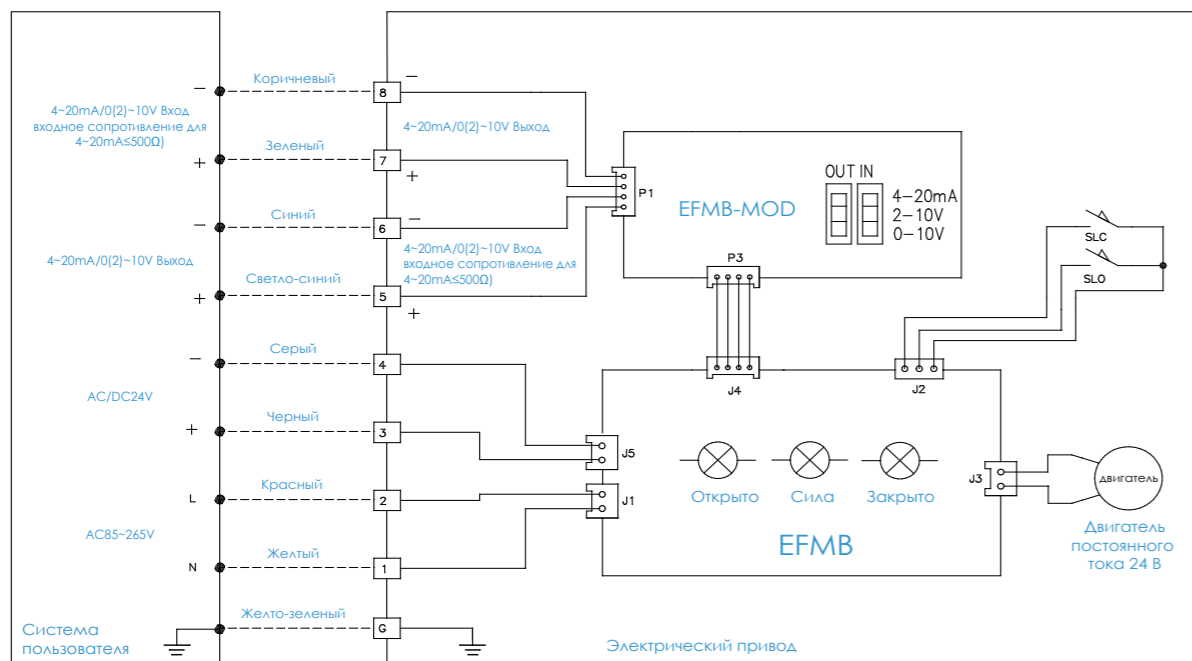 Коричневый
−
8
−
4~20mA/0(2)~10V Вход
входное сопротивление для
4~20mA≤500Ω)
4~20mA/0(2)~10V Выход
Зеленый
+
7
+
P1
EFMB-MOD
OUT IN
4−20mA
2−10V
0−10V
Синий
−
6
−
SLC
4~20mA/0(2)~10V Выход
4~20mA/0(2)~10V Вход
входное сопротивление для
4~20mA≤500Ω)
P3
SLO
Светло-синий
+
5
+
Серый
−
4
J4
J2
AC/DC24V
Черный
+
3
J5
Красный
L
2
J1
Открыто
Сила
Закрыто
J3
двигатель
AC85~265V
EFMB
Двигатель
постоянного
тока 24 В
Желтый
N
1
Желто-зеленый
G
Система
пользователя
Электрический привод